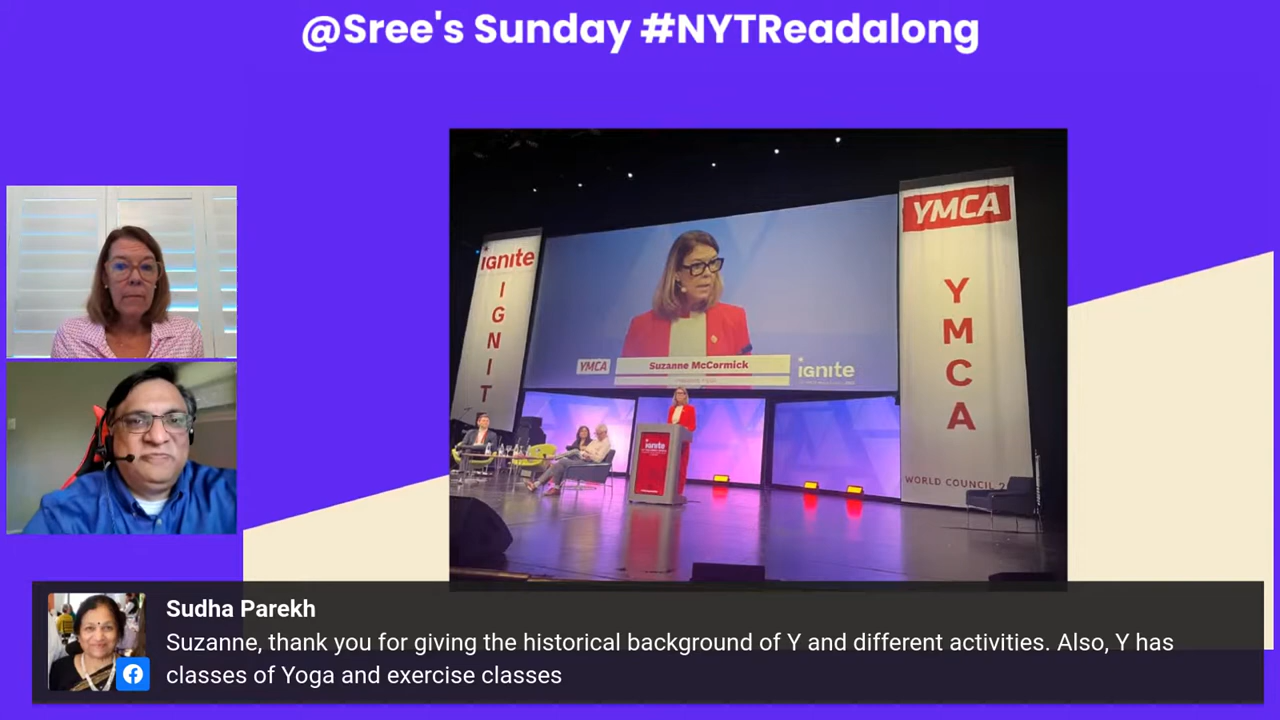 @Sree's Sunday #NYTReadalong
ignite
I
G
N
I
T
YMCA
Y
M
C
A
WORLD COUNCIL 2
YMCA
Suzanne McCormick
ignite
ignite
Sudha Parekh
Suzanne, thank you for giving the historical background of Y and different activities. Also, Y has
classes of Yoga and exercise classes